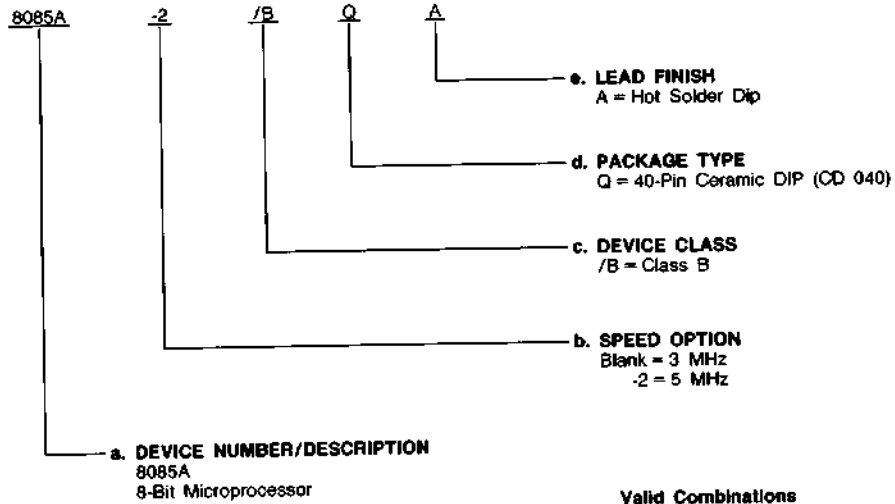 8085A -2 /B Q A
e. LEAD FINISH
A = Hot Solder Dip
d. PACKAGE TYPE
Q = 40-Pin Ceramic DIP (CD 040)
c. DEVICE CLASS
/B = Class B
b. SPEED OPTION
Blank = 3 MHz
-2 = 5 MHz
a. DEVICE NUMBER/DESCRIPTION
8085A
8-Bit Microprocessor
Valid Combinations